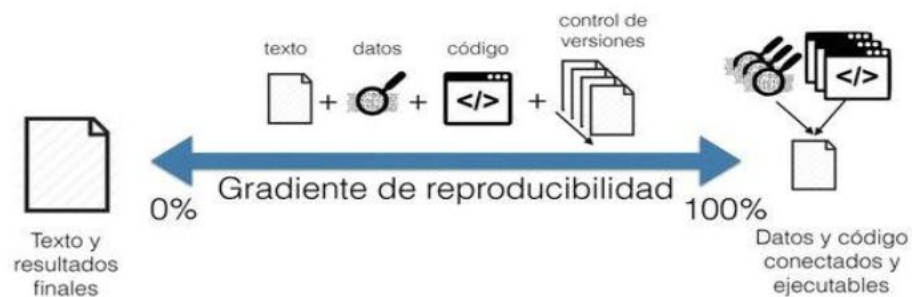 texto
datos
código
control de
versiones
+
+
+
</>
</>
Gradiente de reproducibilidad
0%
100%
Texto y
resultados
finales
Datos y código
conectados y
ejecutables